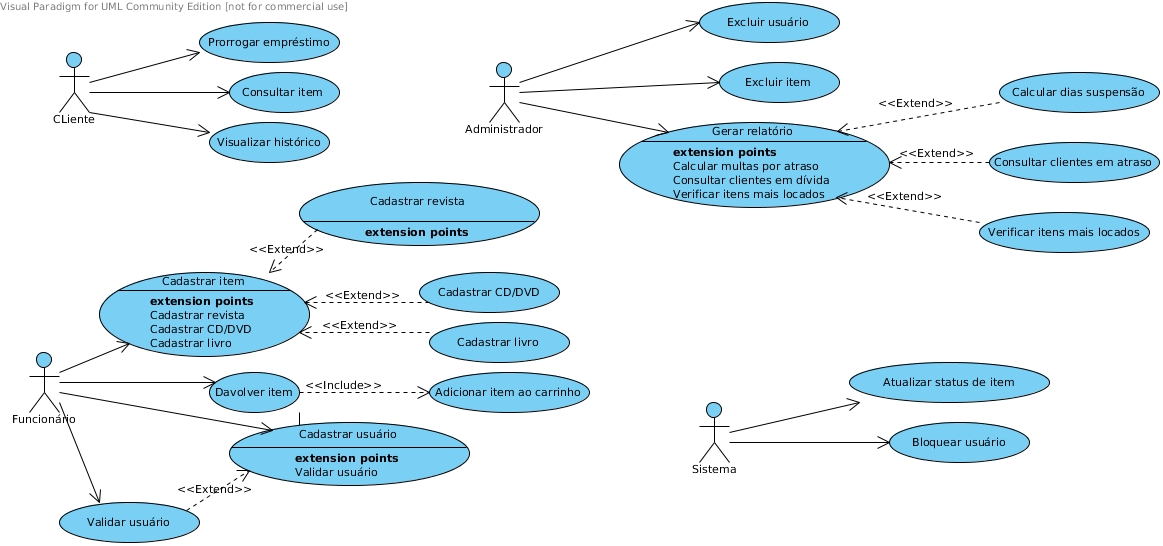 Visual Paradigm for UML Community Edition [not for commercial use]
Prorrogar empréstimo
Consultar item
Visualizar histórico
CLiente
Excluir usuário
Excluir item
Administrador
Gerar relatório
extension points
Calcular multas por atraso
Consultar clientes em dívida
Verificar itens mais locados
<<Extend>>
Calcular dias suspensão
<<Extend>>
Consultar clientes em atraso
<<Extend>>
Verificar itens mais locados
Cadastrar revista
extension points
<<Extend>>
Cadastrar item
extension points
Cadastrar revista
Cadastrar CD/DVD
Cadastrar livro
<<Extend>>
Cadastrar CD/DVD
<<Extend>>
Cadastrar livro
Funcionário
Davolver item
<<Include>>
Adicionar item ao carrinho
Cadastrar usuário
extension points
Validar usuário
<<Extend>>
Validar usuário
Sistema
Atualizar status de item
Bloquear usuário